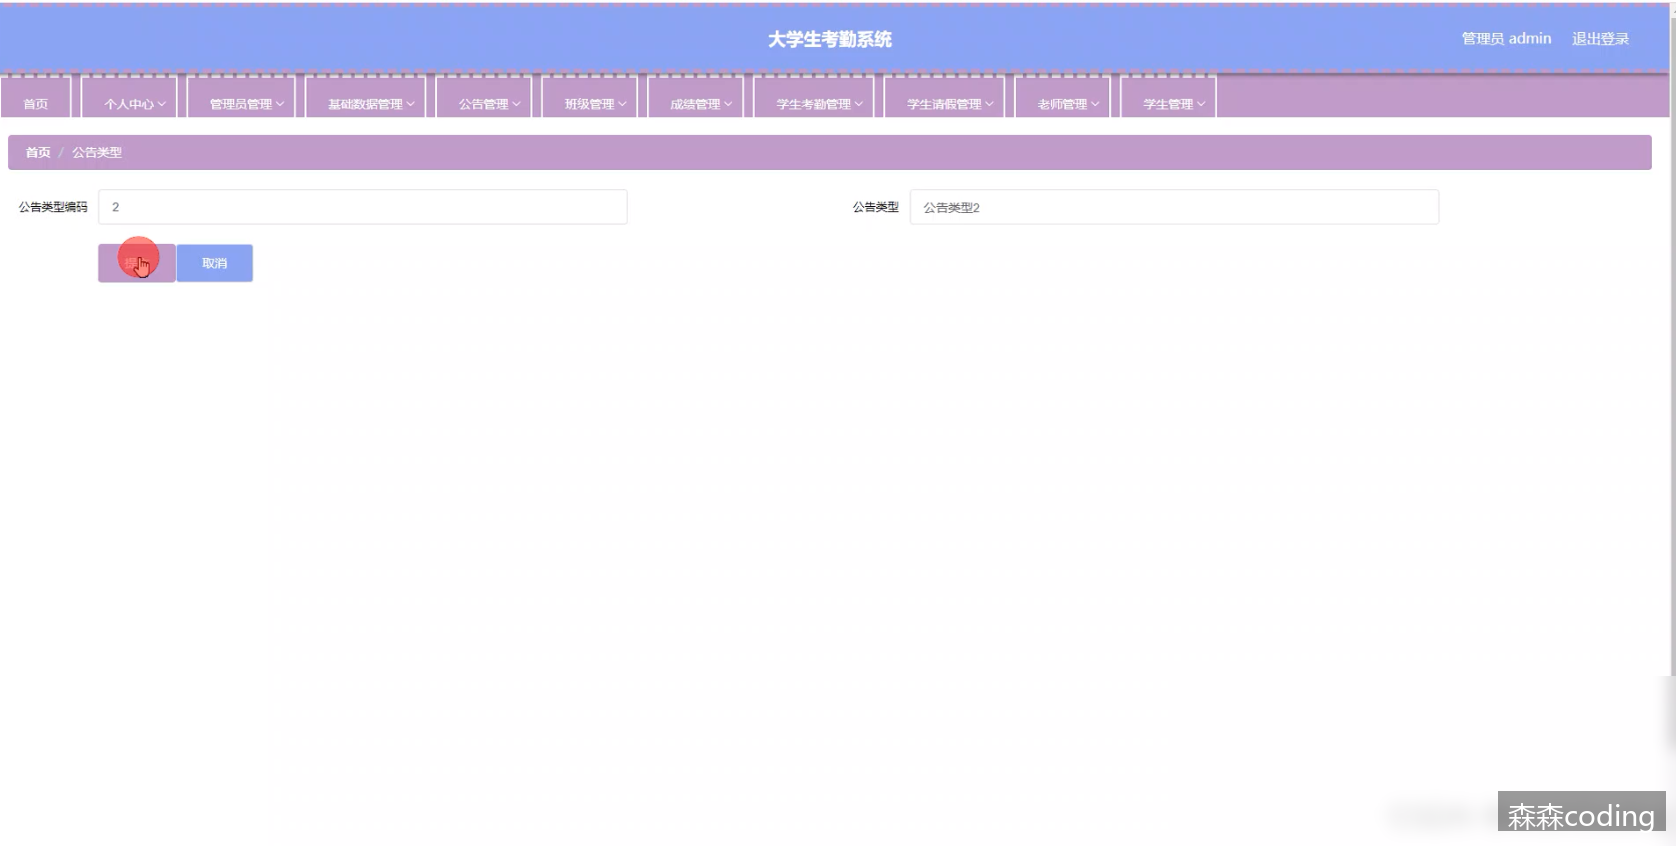 大学生考勤系统
管理员 admin 退出登录
首页 个人中心 管理员管理 基础数据管理 公告管理 班级管理 成绩管理 学生考勤管理 学生请假管理 老师管理 学生管理
首页 / 公告类型
公告类型编码 2 公告类型 公告类型2
取消
森森coding